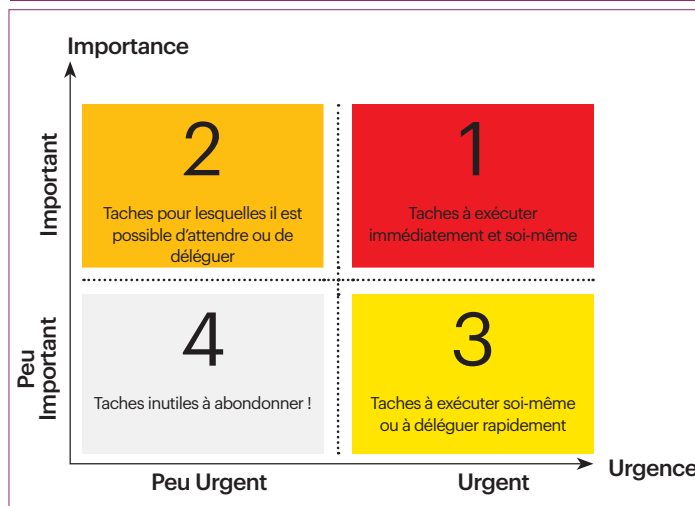 Importance
Important
2
Taches pour lesquelles il est
possible d'attendre ou de
déléguer
1
Taches à exécuter
immédiatement et soi-même
Peu
Important
4
Taches inutiles à abondonner !
3
Taches à exécuter soi-même
ou à déléguer rapidement
Peu Urgent
Urgent
Urgence